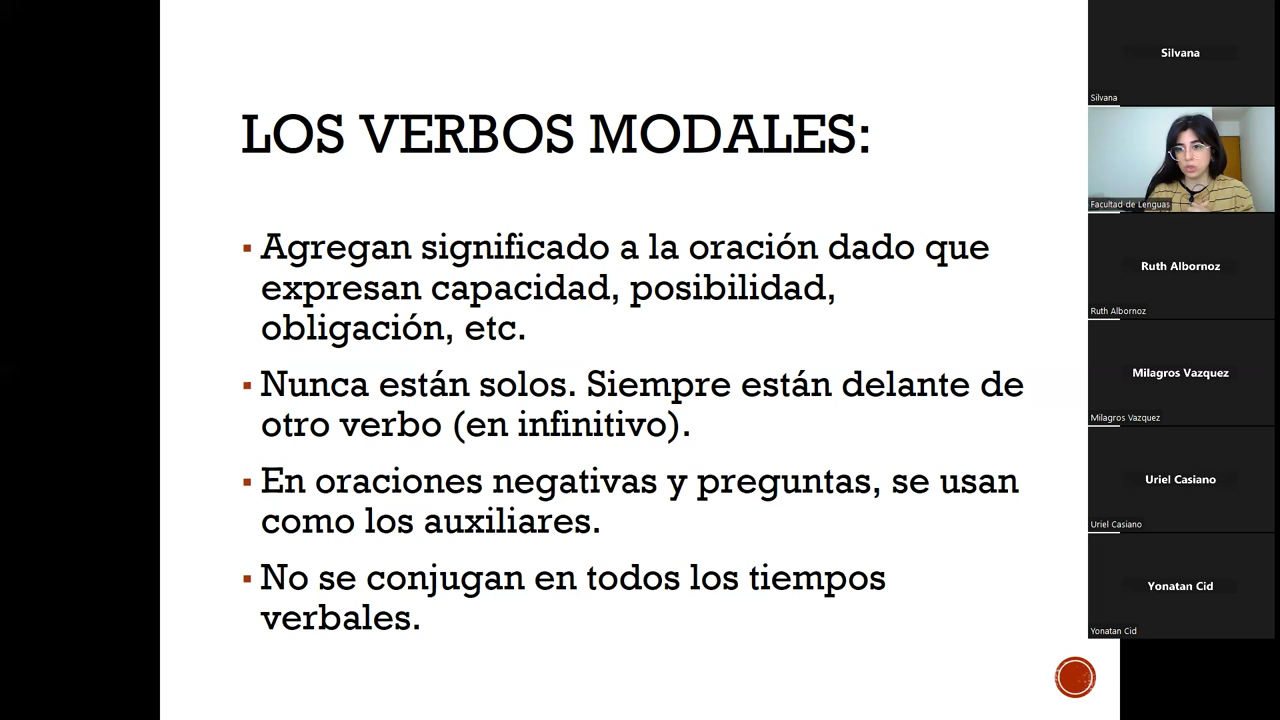 LOS VERBOS MODALES:
▪ Agregan significado a la oración dado que
expresan capacidad, posibilidad,
obligación, etc.
▪ Nunca están solos. Siempre están delante de
otro verbo (en infinitivo).
▪ En oraciones negativas y preguntas, se usan
como los auxiliares.
▪ No se conjugan en todos los tiempos
verbales.
Silvana
Silvana
Facultad de Lenguas
Ruth Albornoz
Ruth Albornoz
Milagros Vazquez
Milagros Vazquez
Uriel Casiano
Uriel Casiano
Yonatan Cid
Yonatan Cid